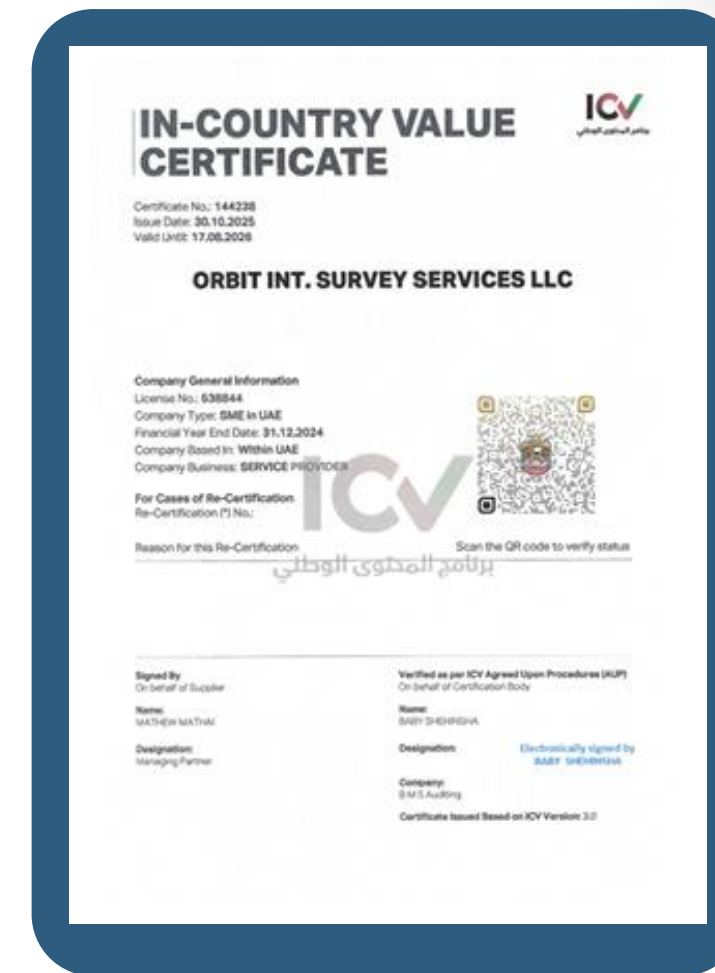 IN-COUNTRY VALUE
CERTIFICATE
ICV
برنامج المحتوى الوطني
Certificate No.: 144238
Issue Date: 30.10.2025
Valid Until: 17.08.2026
ORBIT INT. SURVEY SERVICES LLC
Company General Information
License No.: 538844
Company Type: SME in UAE
Financial Year End Date: 31.12.2024
Company Based In: Within UAE
Company Business: SERVICE PROVIDER
For Cases of Re-Certification
Re-Certification (*) No.:
Reason for this Re-Certification
Scan the QR code to verify status
ICV
برنامج المحتوى الوطني
Signed By
On behalf of Supplier
Name:
MATHEW MATHAI
Designation:
Managing Partner
Verified as per ICV Agreed Upon Procedures (AUP)
On behalf of Certification Body
Name:
BABY SHEHINSHA
Designation:
Electronically signed by
BABY SHEHINSHA
Company:
B M S Auditing
Certificate Issued Based on ICV Version: 3.0